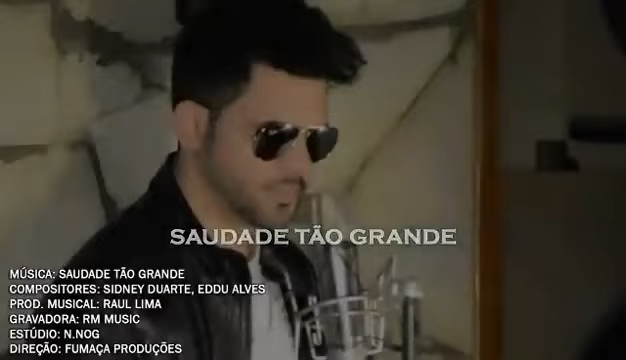 SAUDADE TÃO GRANDE
MÚSICA: SAUDADE TÃO GRANDE
COMPOSITORES: SIDNEY DUARTE, EDDU ALVES
PROD. MUSICAL: RAUL LIMA
GRAVADORA: RM MUSIC
ESTÚDIO: N.NOG
DIREÇÃO: FUMAÇA PRODUÇÕES